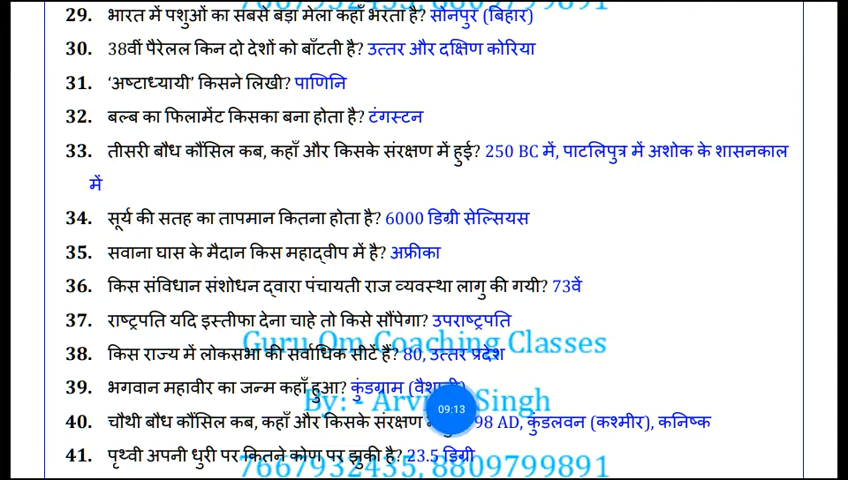 7667932435, 8809799891
29. भारत में पशुओं का सबसे बड़ा मेला कहाँ भरता है? सोनपुर (बिहार)
30. 38वीं पैरेलल किन दो देशों को बाँटती है? उत्तर और दक्षिण कोरिया
31. ‘अष्टाध्यायी’ किसने लिखी? पाणिनि
32. बल्ब का फिलामेंट किसका बना होता है? टंगस्टन
33. तीसरी बौध कौंसिल कब, कहाँ और किसके संरक्षण में हुई? 250 BC में, पाटलिपुत्र में अशोक के शासनकाल
में
34. सूर्य की सतह का तापमान कितना होता है? 6000 डिग्री सेल्सियस
35. सवाना घास के मैदान किस महाद्वीप में है? अफ्रीका
36. किस संविधान संशोधन द्वारा पंचायती राज व्यवस्था लागु की गयी? 73वें
37. राष्ट्रपति यदि इस्तीफा देना चाहे तो किसे सौंपेगा? उपराष्ट्रपति
Guru Om Coaching Classes
38. किस राज्य में लोकसभा की सर्वाधिक सीटें हैं? 80, उत्तर प्रदेश
39. भगवान महावीर का जन्म कहाँ हुआ? कुंडग्राम (वैशाली)
By: - Arv Singh
09:13
40. चौथी बौध कौंसिल कब, कहाँ और किसके संरक्षण 98 AD, कुंडलवन (कश्मीर), कनिष्क
41. पृथ्वी अपनी धुरी पर कितने कोण पर झुकी है? 23.5 डिग्री
7667932435, 8809799891